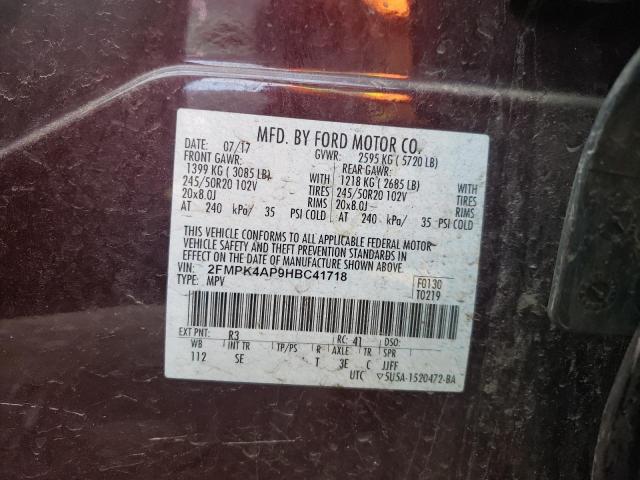 MFD. BY FORD MOTOR CO.
DATE: 07/17 GVWR: 2595 KG ( 5720 LB)
FRONT GAWR: REAR GAWR:
1399 KG ( 3085 LB) WITH 1218 KG ( 2685 LB) WITH
245/50R20 102V TIRES 245/50R20 102V TIRES
20x8.0J RIMS 20x8.0J RIMS
AT 240 kPa/ 35 PSI COLD AT 240 kPa/ 35 PSI COLD
THIS VEHICLE CONFORMS TO ALL APPLICABLE FEDERAL MOTOR
VEHICLE SAFETY AND THEFT PREVENTION STANDARDS IN
EFFECT ON THE DATE OF MANUFACTURE SHOWN ABOVE.
VIN: 2FMPK4AP9HBC41718 F0130
TYPE: MPV T0219
EXT PNT: R3 RC: 41 DSO:
WB INT TR TP/PS R AXLE TR SPR
112 SE T 3E C JJFF
UTC ▽5U5A-1520472-BA